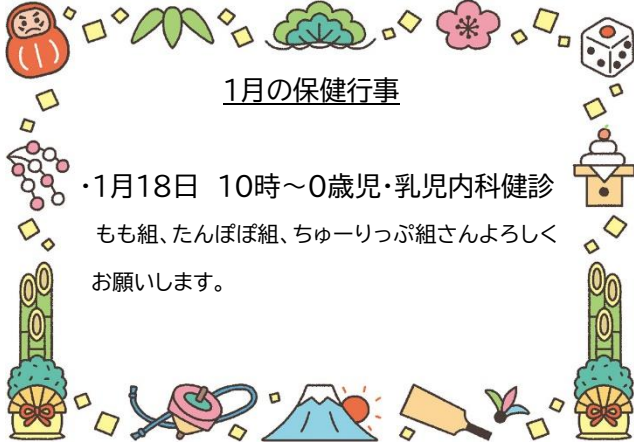 1月の保健行事
・1月18日　10時～0歳児・乳児内科健診
もも組、たんぽぽ組、ちゅーりっぷ組さんよろしく
お願いします。